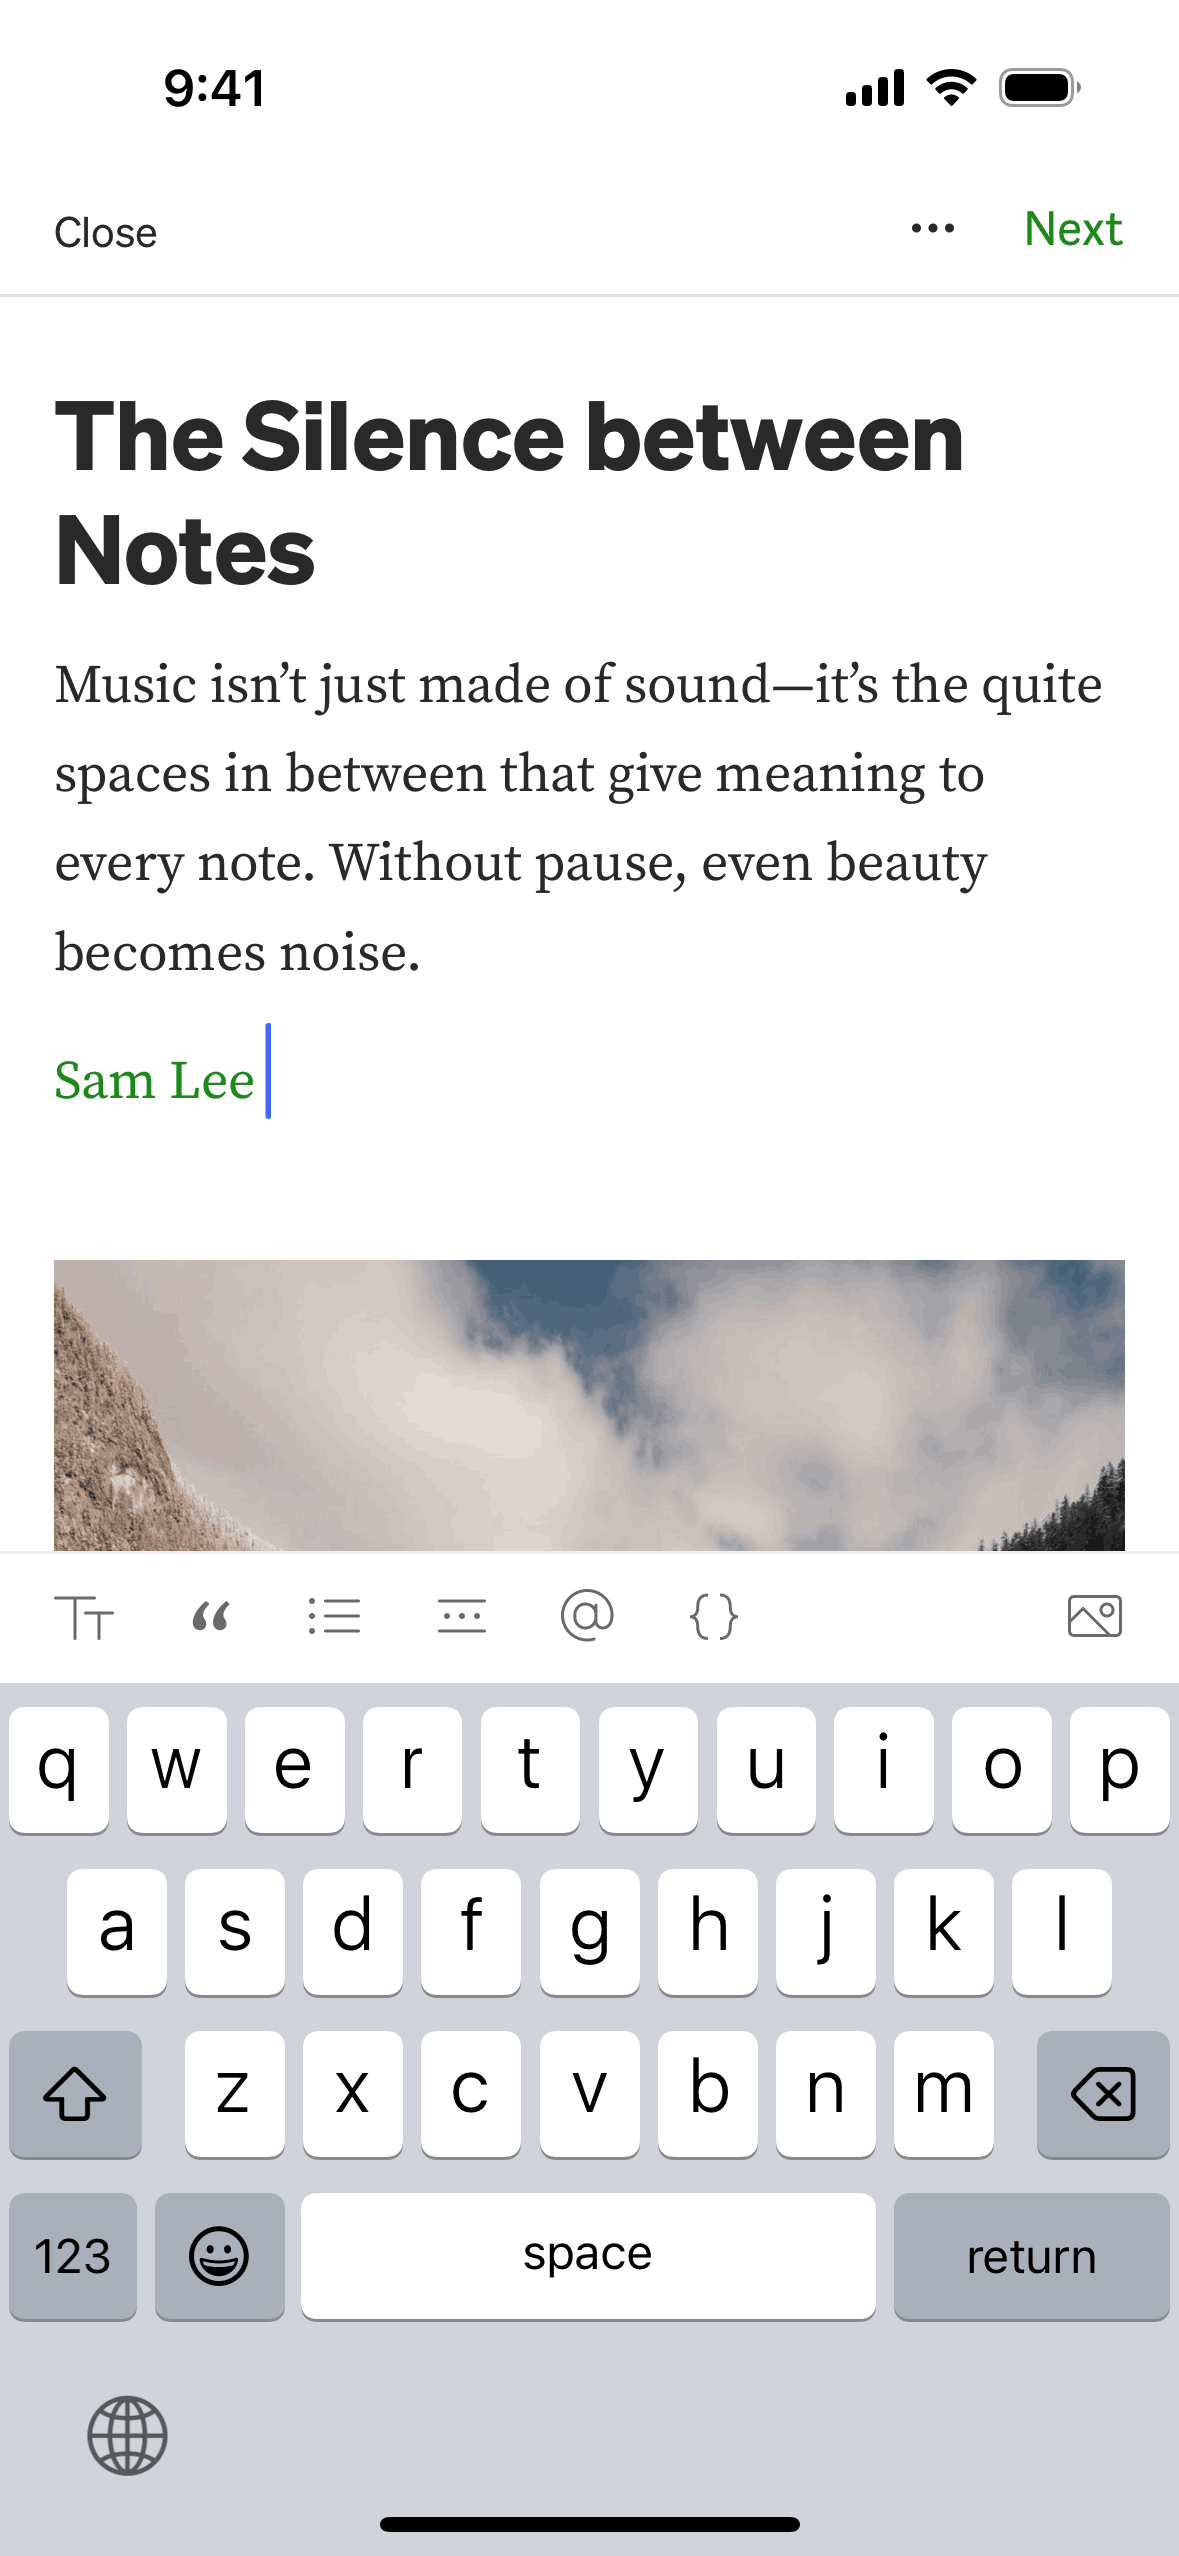 9:41
Close
Next
The Silence between
Notes
Music isn’t just made of sound—it’s the quite
spaces in between that give meaning to
every note. Without pause, even beauty
becomes noise.
Sam Lee
q w e r t y u i o p
a s d f g h j k l
z x c v b n m
123 space return